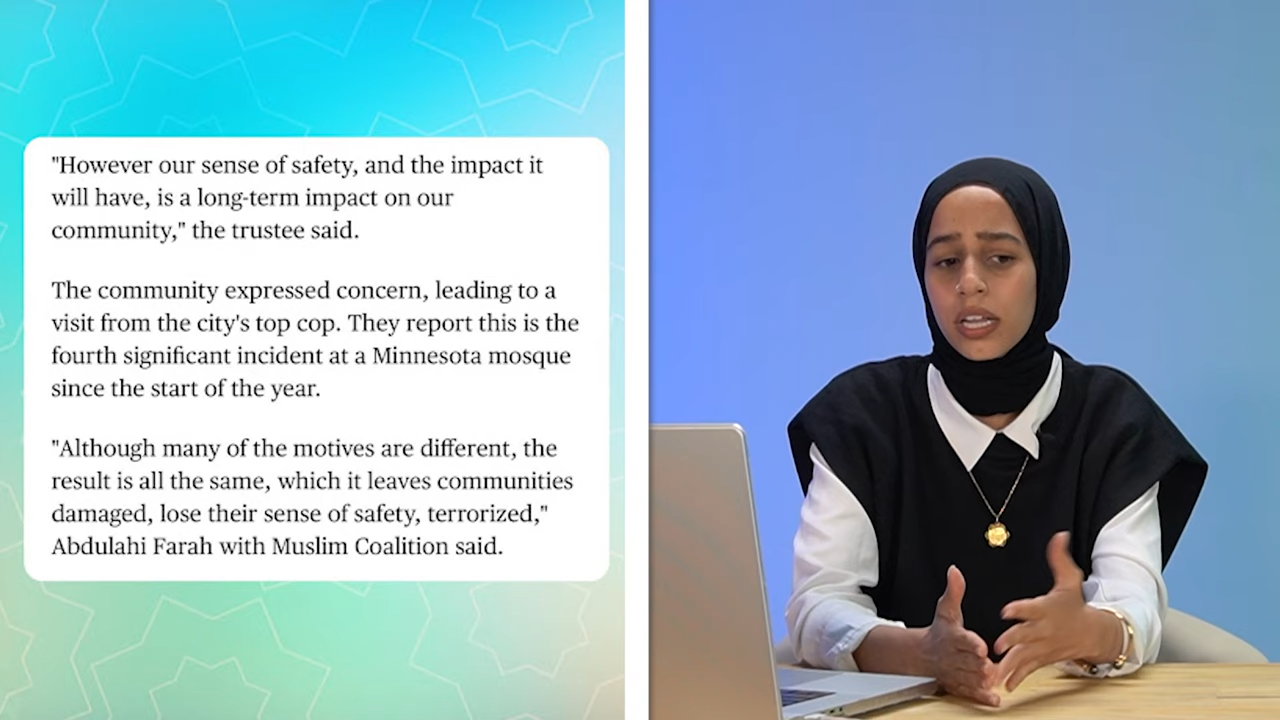 "However our sense of safety, and the impact it
will have, is a long-term impact on our
community," the trustee said.
The community expressed concern, leading to a
visit from the city's top cop. They report this is the
fourth significant incident at a Minnesota mosque
since the start of the year.
"Although many of the motives are different, the
result is all the same, which it leaves communities
damaged, lose their sense of safety, terrorized,"
Abdulahi Farah with Muslim Coalition said.